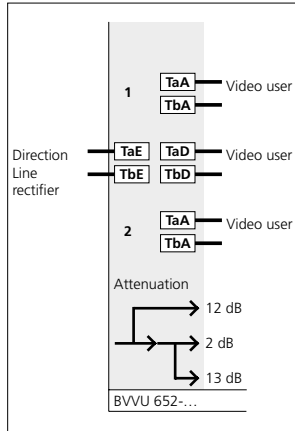 1
TaA Video user
TbA
Direction TaE TaD Video user
Line TbE TbD
rectifier
TaA Video user
2
TbA
Attenuation
12 dB
2 dB
13 dB
BVVU 652-...